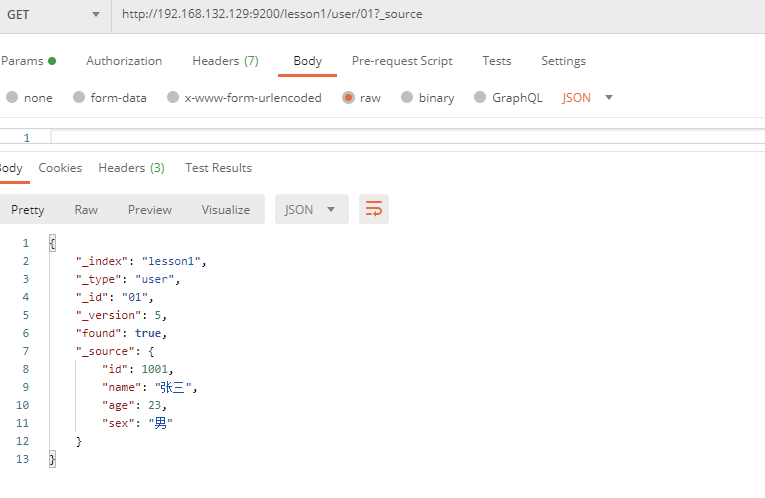 GET http://192.168.132.129:9200/lesson1/user/01?_source
Params Authorization Headers (7) Body Pre-request Script Tests Settings
none form-data x-www-form-urlencoded raw binary GraphQL JSON
1
Body Cookies Headers (3) Test Results
Pretty Raw Preview Visualize JSON
1 {
2 "_index": "lesson1",
3 "_type": "user",
4 "_id": "01",
5 "_version": 5,
6 "found": true,
7 "_source": {
8 "id": 1001,
9 "name": "张三",
10 "age": 23,
11 "sex": "男"
12 }
13 }